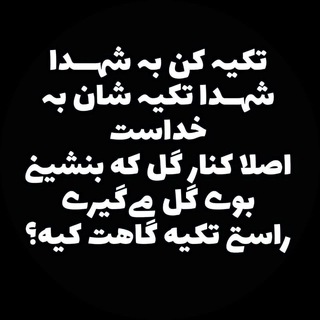 تکیه کن به شهدا
شهدا تکیه شان به
خداست
اصلا کنار گل که بنشینی
بوی گل می‌گیری
راستی تکیه گاهت کیه؟